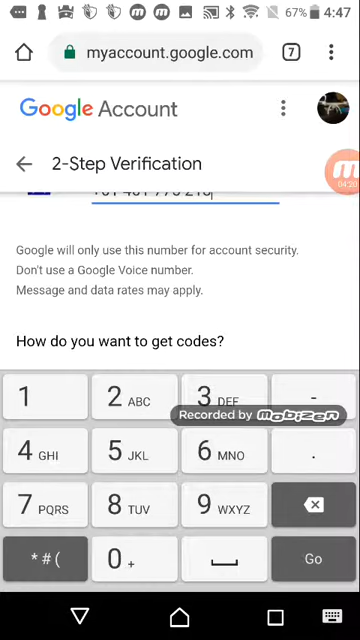 67% 4:47
myaccount.google.com 7
Google Account
2-Step Verification
04:50
Google will only use this number for account security.
Don't use a Google Voice number.
Message and data rates may apply.
How do you want to get codes?
1 2 ABC 3 DEF -
Recorded by mobizen
4 GHI 5 JKL 6 MNO .
7 PQRS 8 TUV 9 WXYZ
* # ( 0 + Go